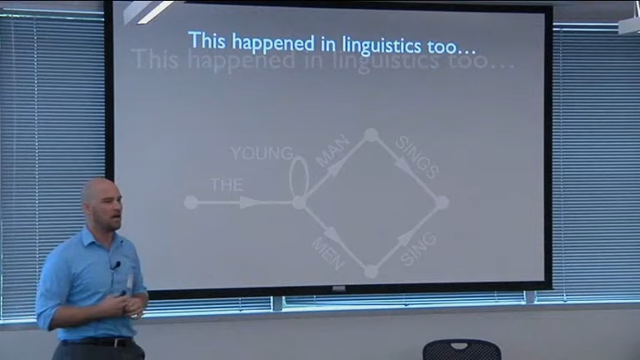 This happened in linguistics too...
This happened in linguistics too...
YOUNG
MAN
SINGS
THE
MEN
SING